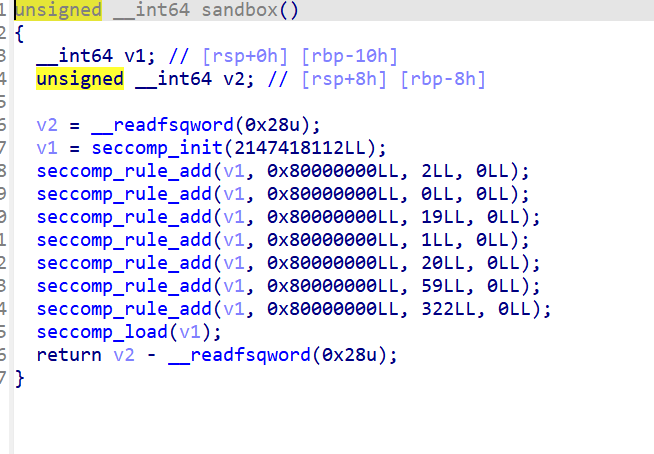 1 unsigned __int64 sandbox()
2 {
3 __int64 v1; // [rsp+0h] [rbp-10h]
4 unsigned __int64 v2; // [rsp+8h] [rbp-8h]
5
6 v2 = __readfsqword(0x28u);
7 v1 = seccomp_init(2147418112LL);
8 seccomp_rule_add(v1, 0x80000000LL, 2LL, 0LL);
9 seccomp_rule_add(v1, 0x80000000LL, 0LL, 0LL);
0 seccomp_rule_add(v1, 0x80000000LL, 19LL, 0LL);
1 seccomp_rule_add(v1, 0x80000000LL, 1LL, 0LL);
2 seccomp_rule_add(v1, 0x80000000LL, 20LL, 0LL);
3 seccomp_rule_add(v1, 0x80000000LL, 59LL, 0LL);
4 seccomp_rule_add(v1, 0x80000000LL, 322LL, 0LL);
5 seccomp_load(v1);
6 return v2 - __readfsqword(0x28u);
7 }